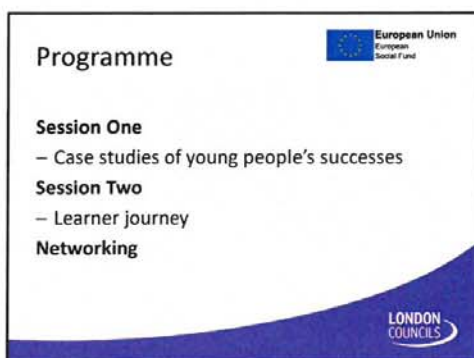 Programme
European Union
European
Social Fund
Session One
– Case studies of young people's successes
Session Two
– Learner journey
Networking
LONDON
COUNCILS